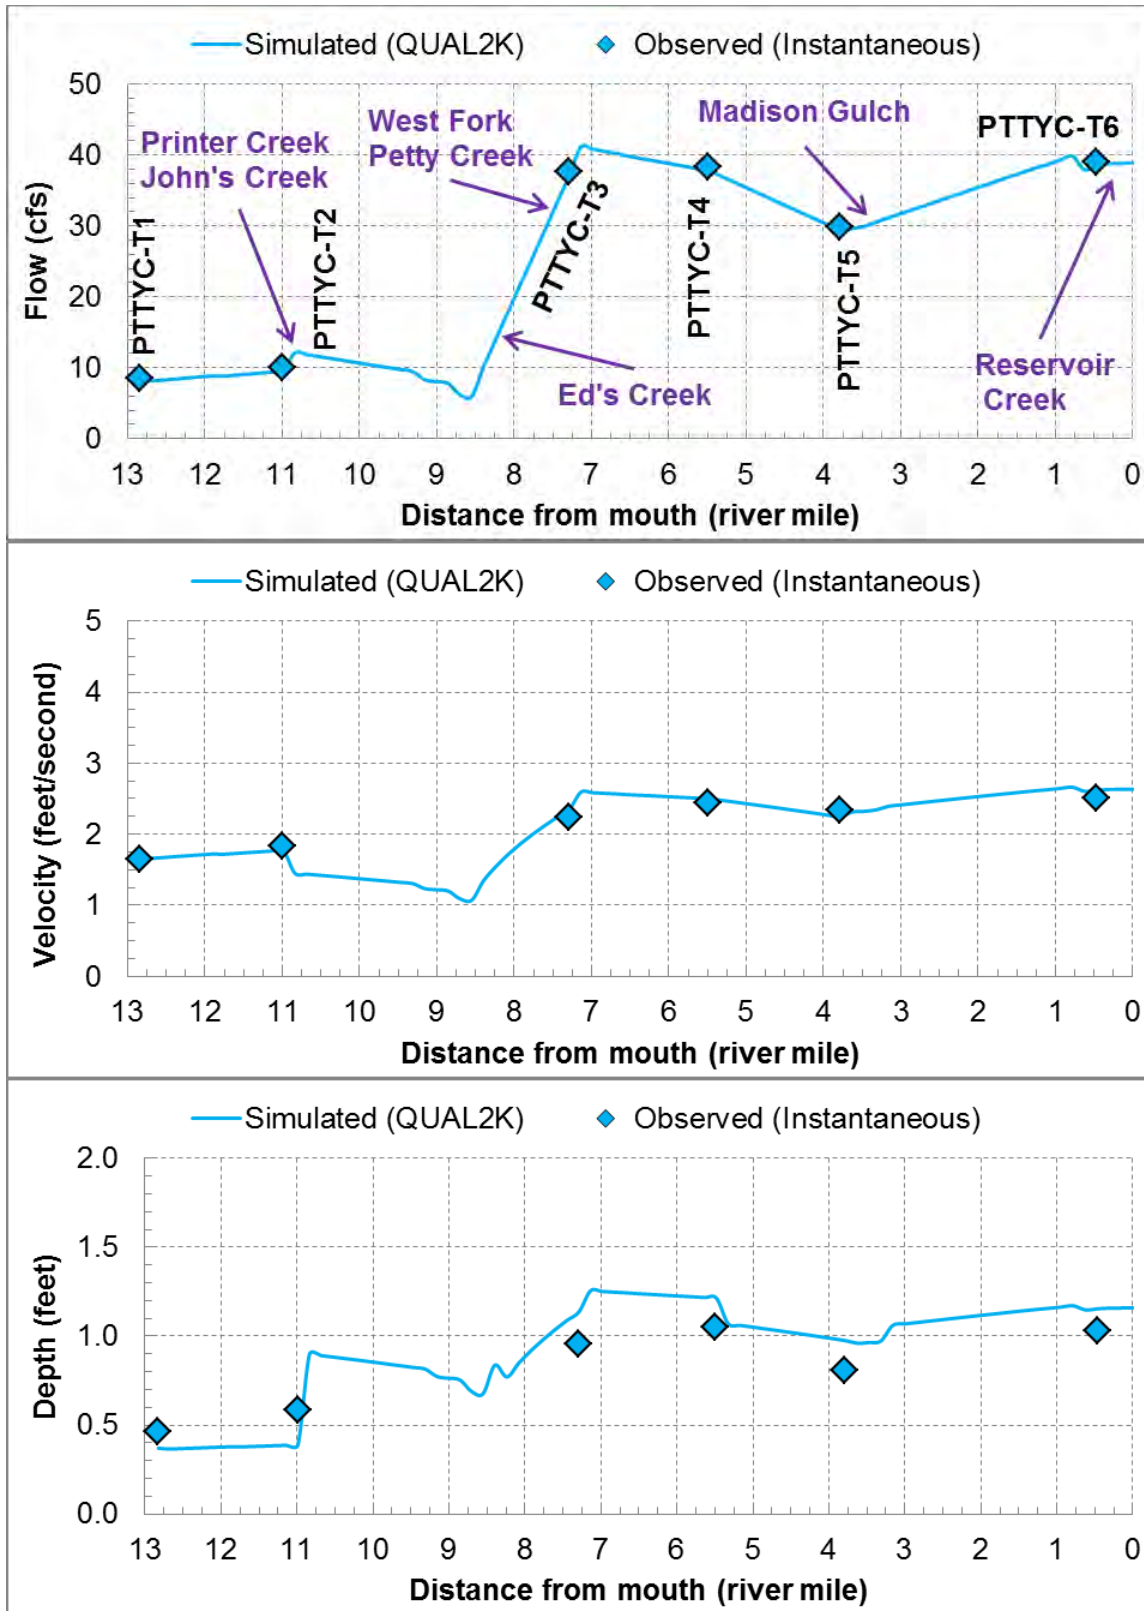 Simulated (QUAL2K) Observed (Instantaneous)
50
40
30
20
10
0
Flow (cfs)
Printer Creek
John's Creek
West Fork
Petty Creek
Madison Gulch
PTTYC-T6
PTTYC-T1
PTTYC-T2
PTTYC-T3
PTTYC-T4
PTTYC-T5
Ed's Creek
Reservoir
Creek
13 12 11 10 9 8 7 6 5 4 3 2 1 0
Distance from mouth (river mile)
Simulated (QUAL2K) Observed (Instantaneous)
5
4
3
2
1
0
Velocity (feet/second)
13 12 11 10 9 8 7 6 5 4 3 2 1 0
Distance from mouth (river mile)
Simulated (QUAL2K) Observed (Instantaneous)
2.0
1.5
1.0
0.5
0.0
Depth (feet)
13 12 11 10 9 8 7 6 5 4 3 2 1 0
Distance from mouth (river mile)